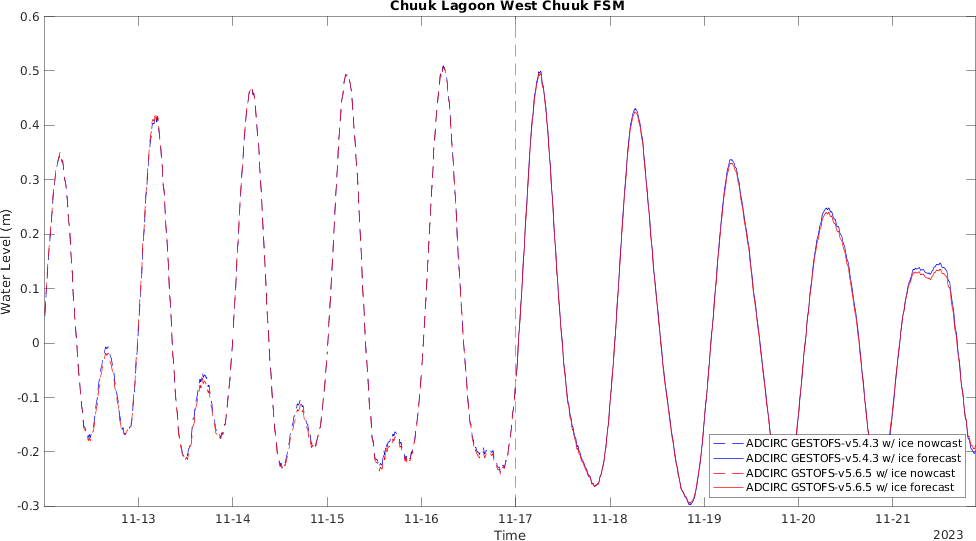 Chuuk Lagoon West Chuuk FSM
0.6
0.5
0.4
0.3
0.2
0.1
0
-0.1
-0.2
-0.3
Water Level (m)
ADCIRC GESTOFS-v5.4.3 w/ ice nowcast
ADCIRC GESTOFS-v5.4.3 w/ ice forecast
ADCIRC GSTOFS-v5.6.5 w/ ice nowcast
ADCIRC GSTOFS-v5.6.5 w/ ice forecast
11-13 11-14 11-15 11-16 11-17 11-18 11-19 11-20 11-21
Time
2023